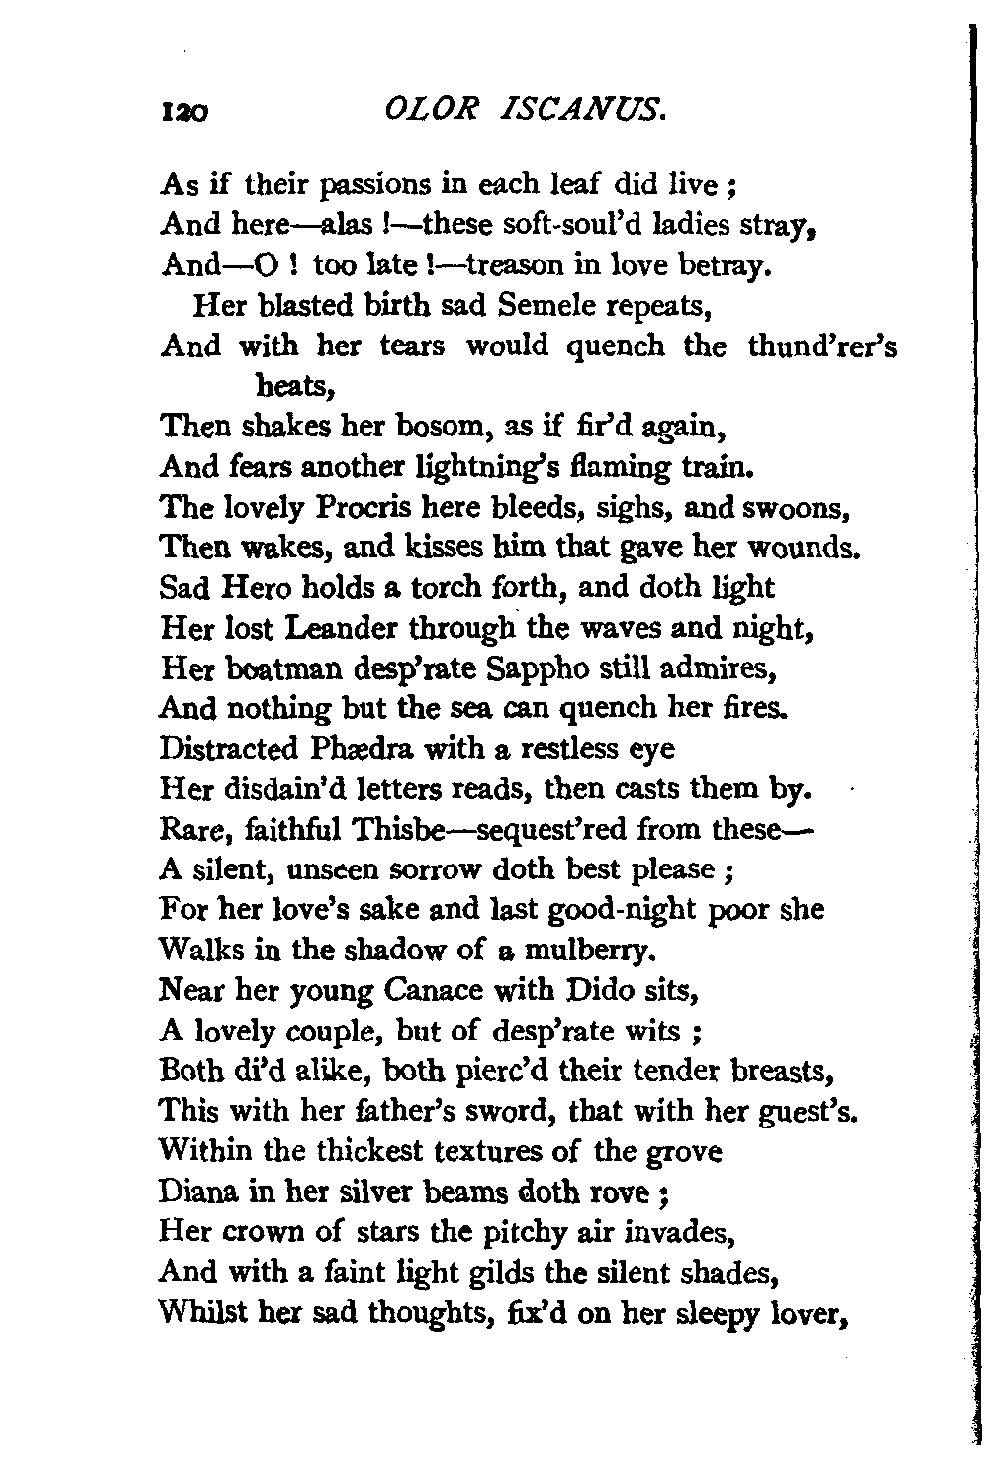 120 OLOR ISCANUS.
As if their passions in each leaf did live ;
And here—alas !—these soft-soul'd ladies stray,
And—O ! too late !—treason in love betray.
Her blasted birth sad Semele repeats,
And with her tears would quench the thund'rer's
heats,
Then shakes her bosom, as if fir'd again,
And fears another lightning's flaming train.
The lovely Procris here bleeds, sighs, and swoons,
Then wakes, and kisses him that gave her wounds.
Sad Hero holds a torch forth, and doth light
Her lost Leander through the waves and night,
Her boatman desp'rate Sappho still admires,
And nothing but the sea can quench her fires.
Distracted Phædra with a restless eye
Her disdain'd letters reads, then casts them by.
Rare, faithful Thisbe—sequest'red from these—
A silent, unseen sorrow doth best please ;
For her love's sake and last good-night poor she
Walks in the shadow of a mulberry.
Near her young Canace with Dido sits,
A lovely couple, but of desp'rate wits ;
Both di'd alike, both pierc'd their tender breasts,
This with her father's sword, that with her guest's.
Within the thickest textures of the grove
Diana in her silver beams doth rove ;
Her crown of stars the pitchy air invades,
And with a faint light gilds the silent shades,
Whilst her sad thoughts, fix'd on her sleepy lover,